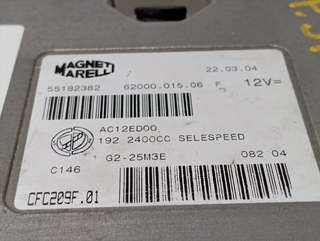 MAGNETI
MARELLI
22.03.04
55182382 62000.015.06 F 12V=
AC12ED00
192 2400CC SELESPEED
G2-25M3E
C146 082 04
CFC209F.01